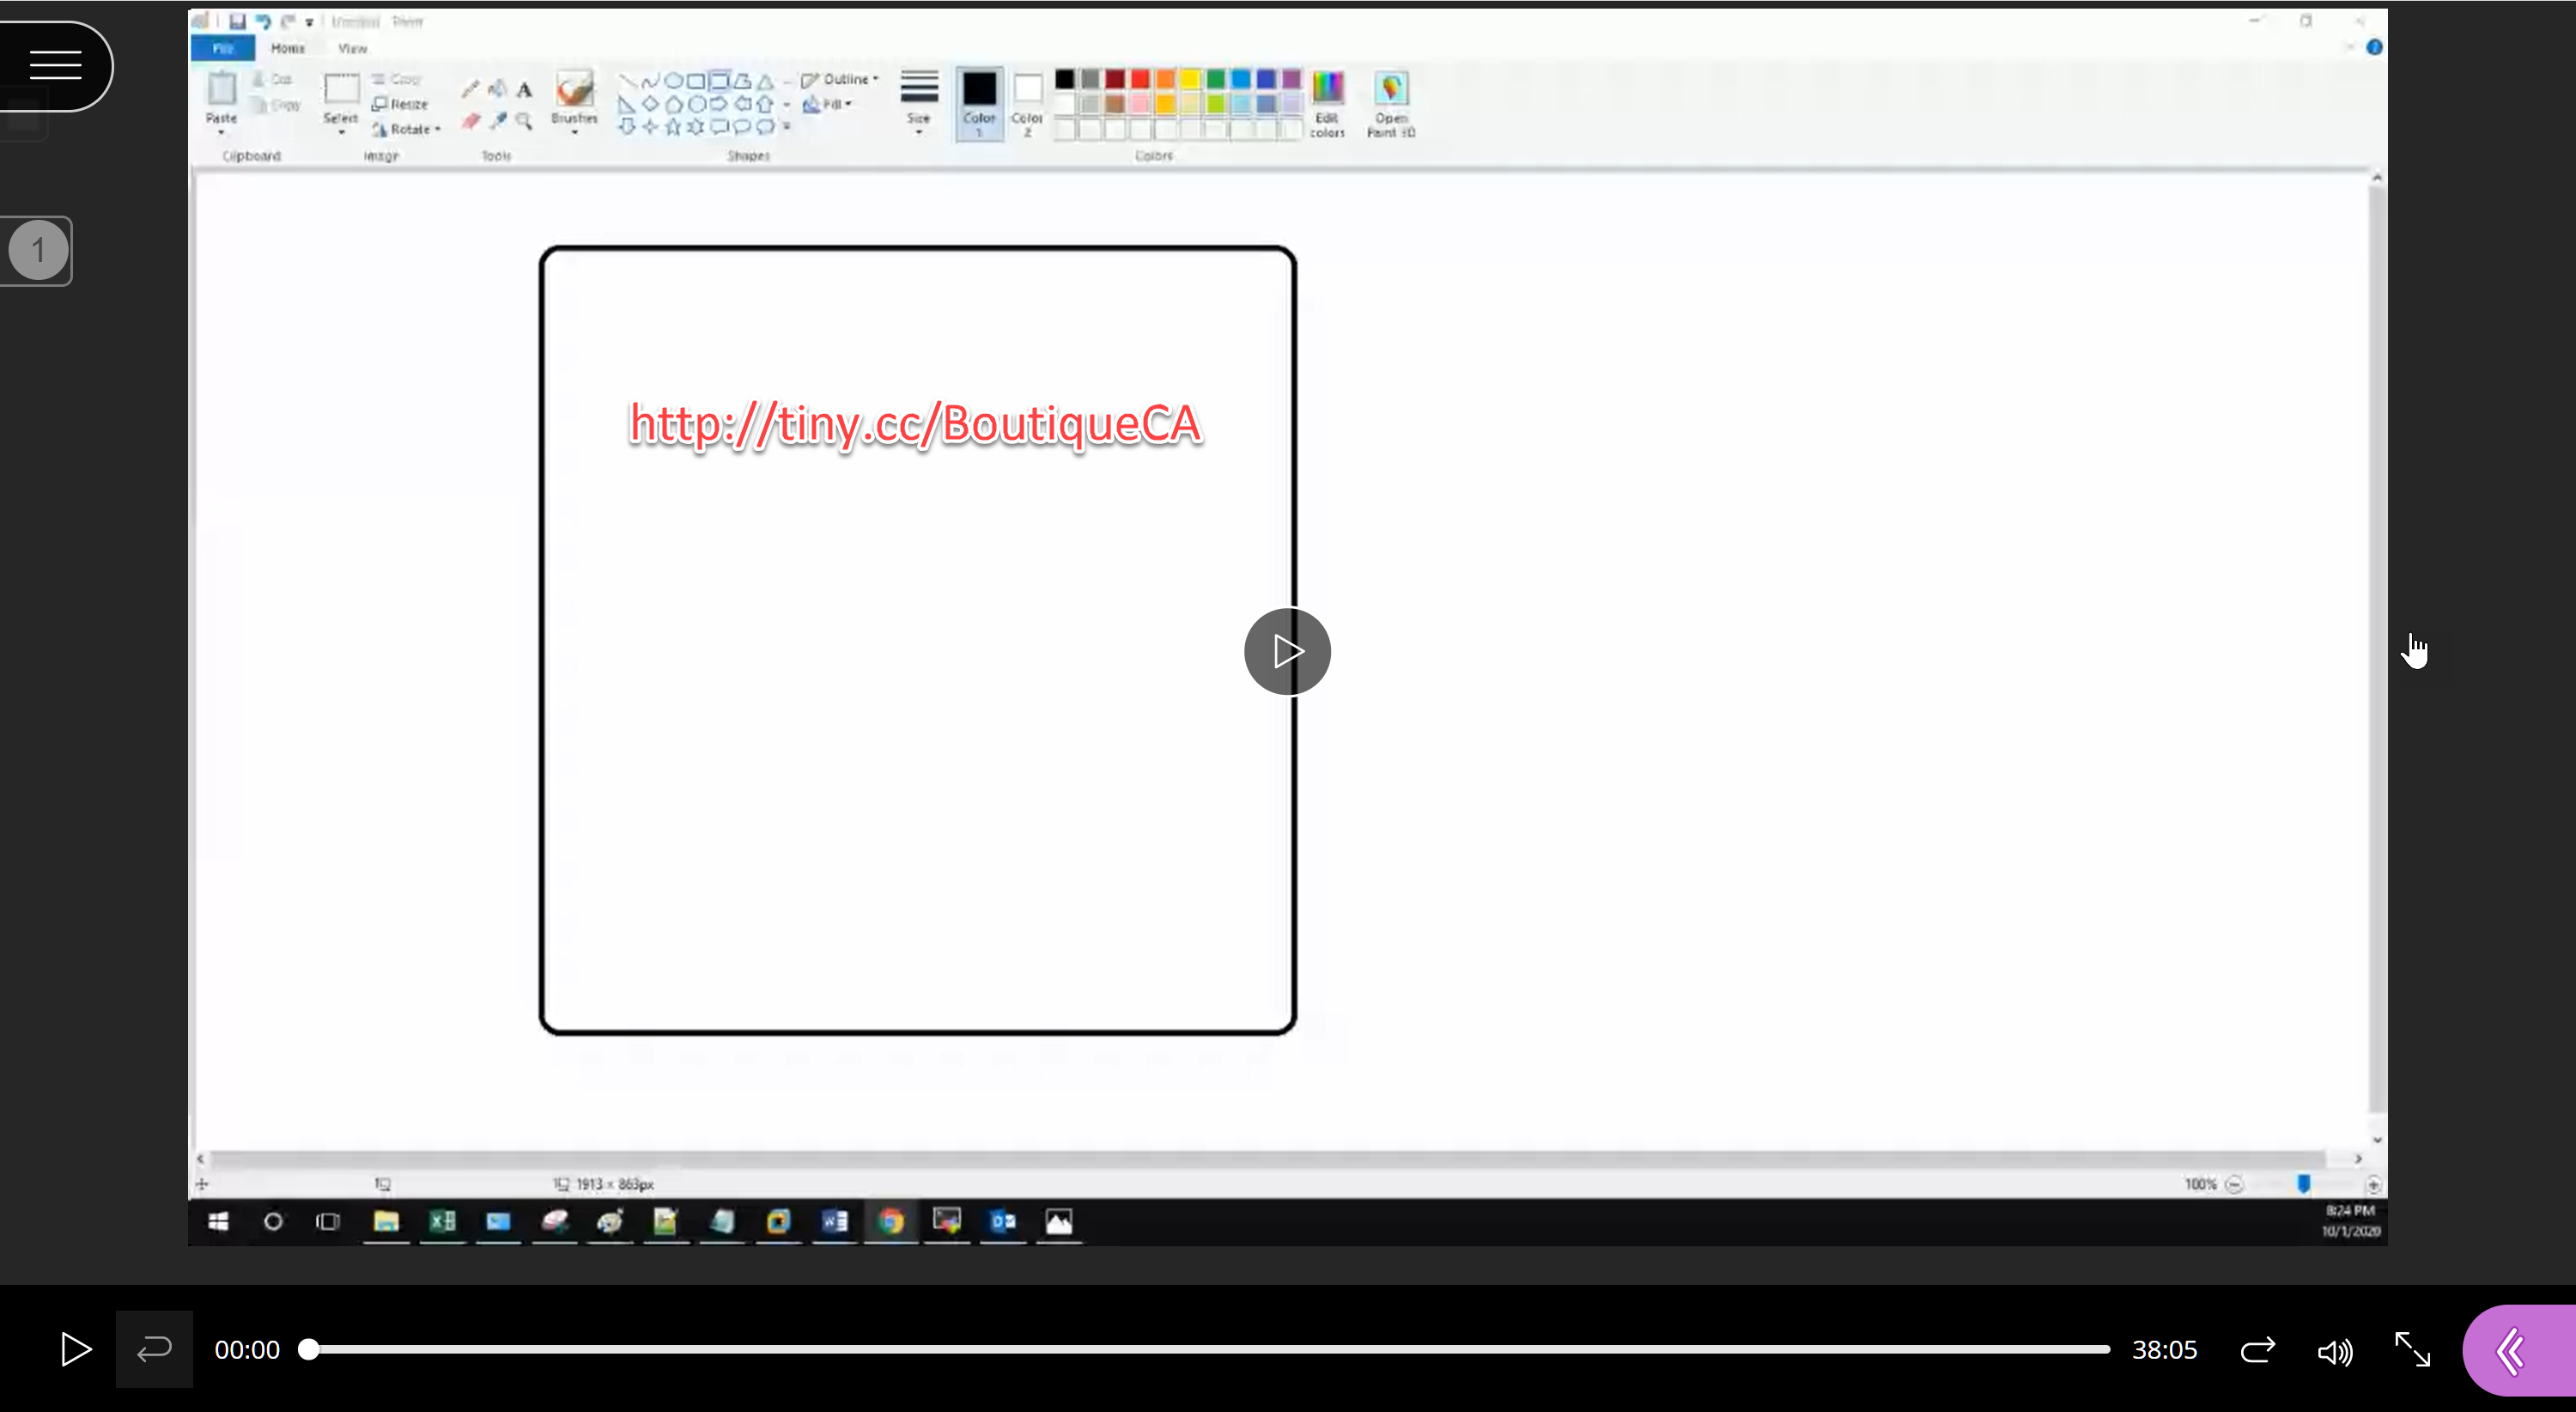 Untitled - Paint
File Home View
Paste Cut Copy Select Crop Resize Rotate Brushes Outline Fill Size Color 1 Color 2 Edit colors Open Paint 3D
Clipboard Image Tools Shapes Colors
1
http://tiny.cc/BoutiqueCA
1913 × 863px 100%
8:24 PM
10/1/2020
00:00 38:05